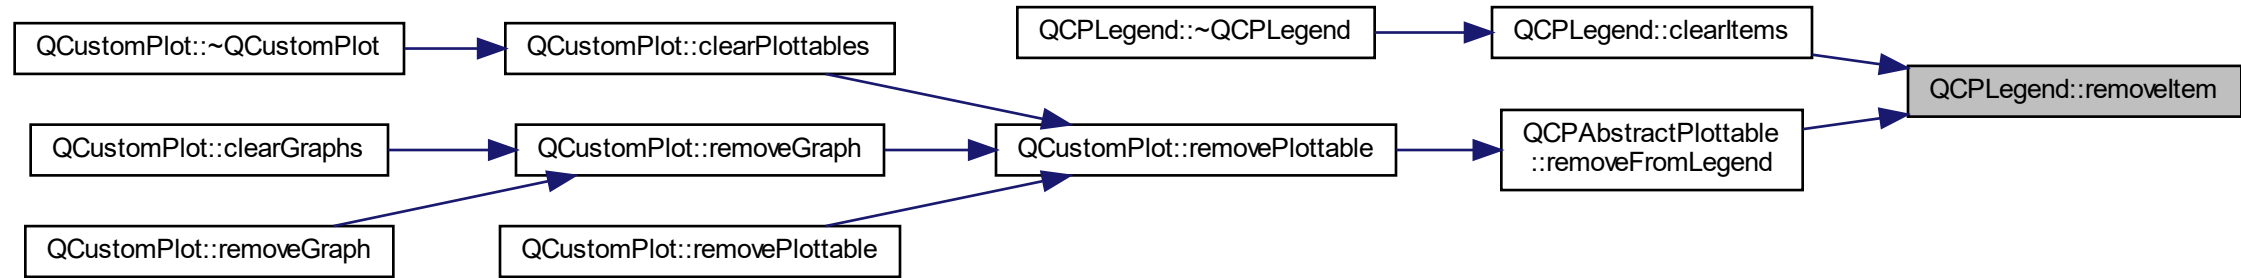 QCPLegend::~QCPLegend
QCPLegend::clearItems
QCustomPlot::~QCustomPlot
QCustomPlot::clearPlottables
QCPLegend::removeItem
QCustomPlot::clearGraphs
QCustomPlot::removeGraph
QCustomPlot::removePlottable
QCPAbstractPlottable
::removeFromLegend
QCustomPlot::removeGraph
QCustomPlot::removePlottable